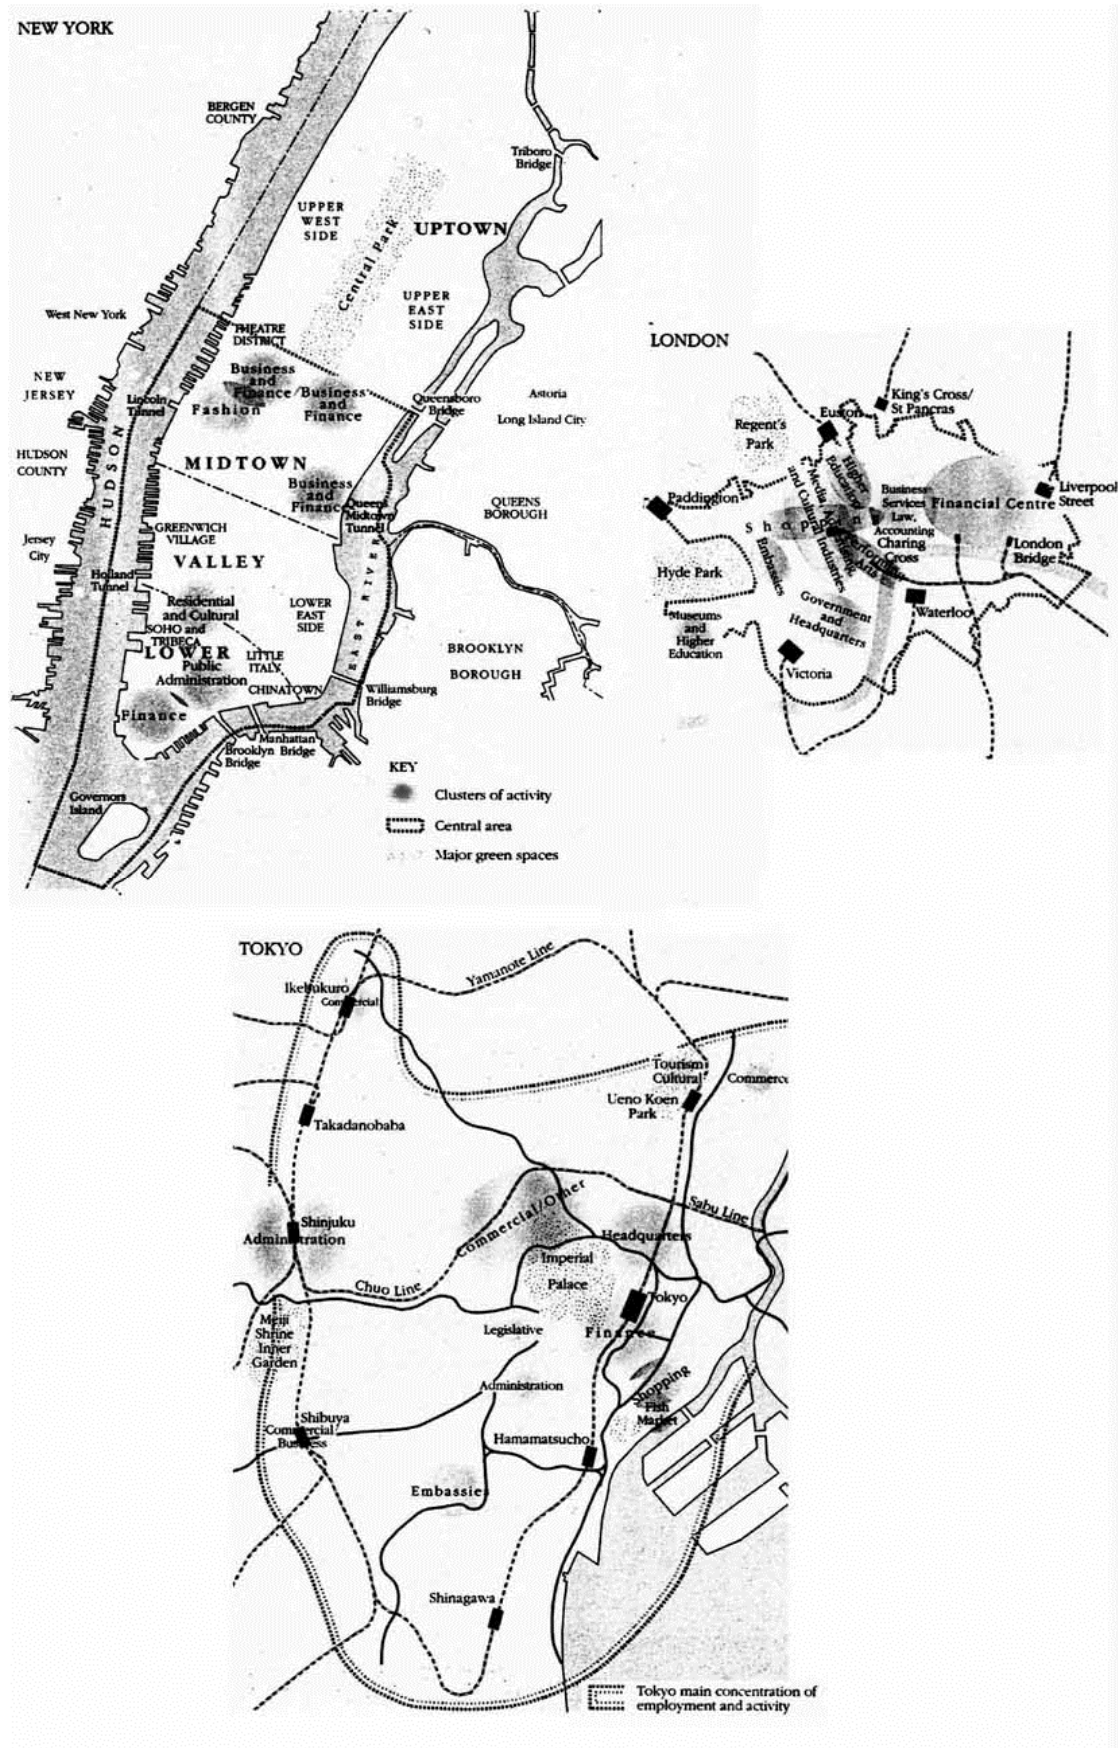 NEW YORK
BERGEN
COUNTY
Triboro
Bridge
UPPER
WEST
SIDE
UPTOWN
Central Park
UPPER
EAST
SIDE
West New York
THEATRE
DISTRICT
Business
and
Finance
Fashion
Business
and
Finance
NEW
JERSEY
Lincoln
Tunnel
Queensboro
Bridge
Astoria
Long Island City
HUDSON
COUNTY
HUDSON
MIDTOWN
Business
and
Finance
Queens
Midtown
Tunnel
QUEENS
BOROUGH
Jersey
City
GREENWICH
VILLAGE
VALLEY
Holland
Tunnel
EAST RIVER
Residential
and Cultural
SOHO and
TRIBECA
LOWER
EAST
SIDE
LOWER
LITTLE
ITALY
Public
Administration
CHINATOWN
BROOKLYN
BOROUGH
Williamsburg
Bridge
Finance
Manhattan
Bridge
Brooklyn
Bridge
Governors
Island
KEY
Clusters of activity
Central area
Major green spaces
LONDON
King's Cross/
St Pancras
Euston
Regent's
Park
Higher
Education
Media
and Cultural Industries
Paddington
Business
Services
Law,
Accounting
Financial Centre
Liverpool
Street
Shopping
Advertising
Performing
Arts
Charing
Cross
London
Bridge
Embassies
Hyde Park
Government
and
Headquarters
Waterloo
Museums
and
Higher
Education
Victoria
TOKYO
Yamanote Line
Ikebukuro
Commercial
Tourism
Cultural
Commerce
Ueno Koen
Park
Takadanobaba
Shinjuku
Administration
Commercial/Other
Sabu Line
Headquarters
Imperial
Palace
Chuo Line
Tokyo
Meiji
Shrine
Inner
Garden
Legislative
Finance
Administration
Shopping
Fish
Market
Shibuya
Commercial
Business
Hamamatsucho
Embassies
Shinagawa
Tokyo main concentration of
employment and activity